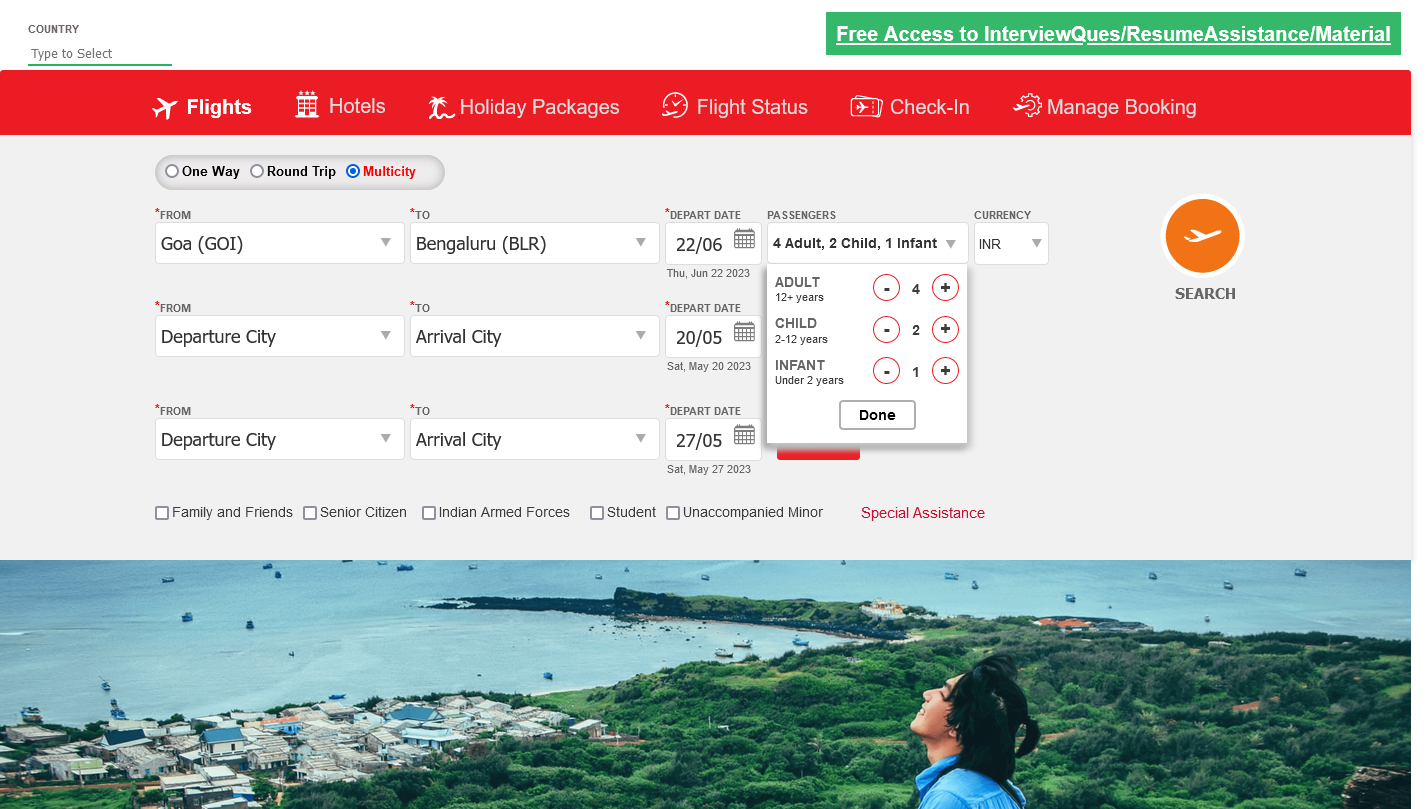 COUNTRY
Type to Select
Free Access to InterviewQues/ResumeAssistance/Material
Flights Hotels Holiday Packages Flight Status Check-In Manage Booking
One Way Round Trip Multicity
*FROM *TO *DEPART DATE PASSENGERS CURRENCY
Goa (GOI) Bengaluru (BLR) 22/06 4 Adult, 2 Child, 1 Infant INR
Thu, Jun 22 2023
SEARCH
ADULT
12+ years
- 4 +
CHILD
2-12 years
- 2 +
INFANT
Under 2 years
- 1 +
Done
*FROM *TO *DEPART DATE
Departure City Arrival City 20/05
Sat, May 20 2023
*FROM *TO *DEPART DATE
Departure City Arrival City 27/05
Sat, May 27 2023
Family and Friends Senior Citizen Indian Armed Forces Student Unaccompanied Minor Special Assistance